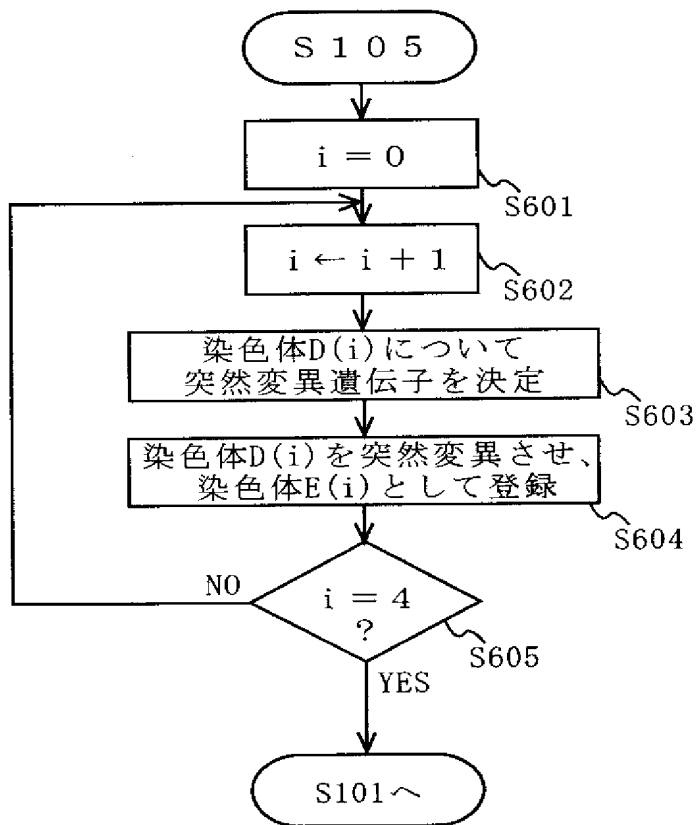 S105
i=0
S601
i←i+1
S602
染色体D(i)について
突然変異遺伝子を決定
S603
染色体D(i)を突然変異させ、
染色体E(i)として登録
S604
NO
i=4
?
S605
YES
S101へ